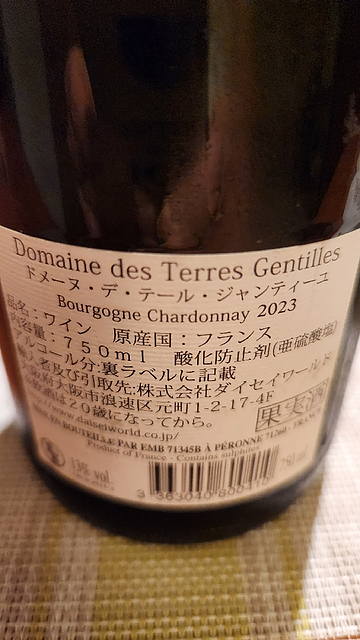 Domaine des Terres Gentilles
ドメーヌ・デ・テール・ジャンティーユ
Bourgogne Chardonnay 2023
品名：ワイン 原産国：フランス
内容量：750ml 酸化防止剤(亜硫酸塩)
アルコール分：裏ラベルに記載
入者及び引取先：株式会社ダイセイワールド
大阪府大阪市浪速区元町1-2-17-4F
お酒は20歳になってから。
果実酒
www.daiseiworld.co.jp/
EN BOUTEILLE PAR EMB 71345B À PÉRONNE 71260 - FRANCE
Product of France - Contains sulphites
13% vol.
750 ml